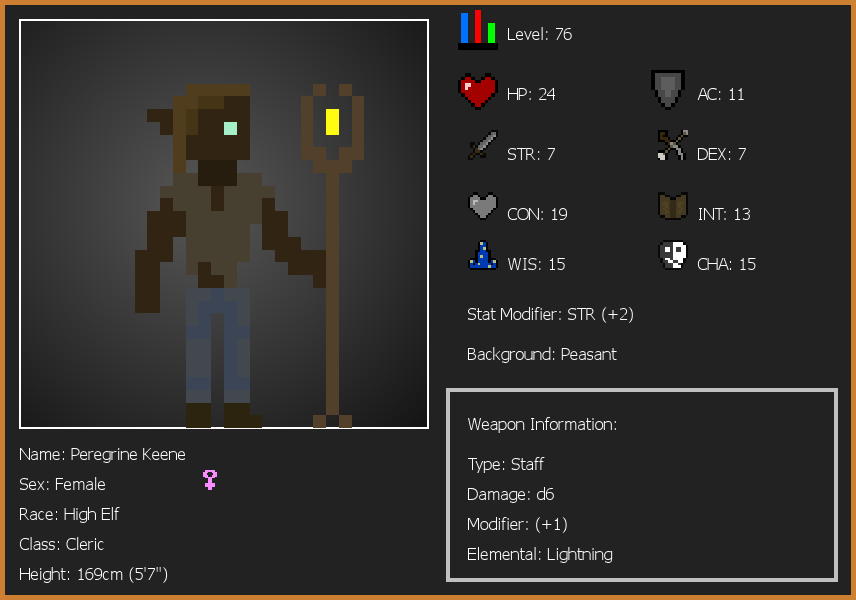 Level: 76
HP: 24
AC: 11
STR: 7
DEX: 7
CON: 19
INT: 13
WIS: 15
CHA: 15
Stat Modifier: STR (+2)
Background: Peasant
Weapon Information:
Type: Staff
Damage: d6
Modifier: (+1)
Elemental: Lightning
Name: Peregrine Keene
Sex: Female
Race: High Elf
Class: Cleric
Height: 169cm (5'7")